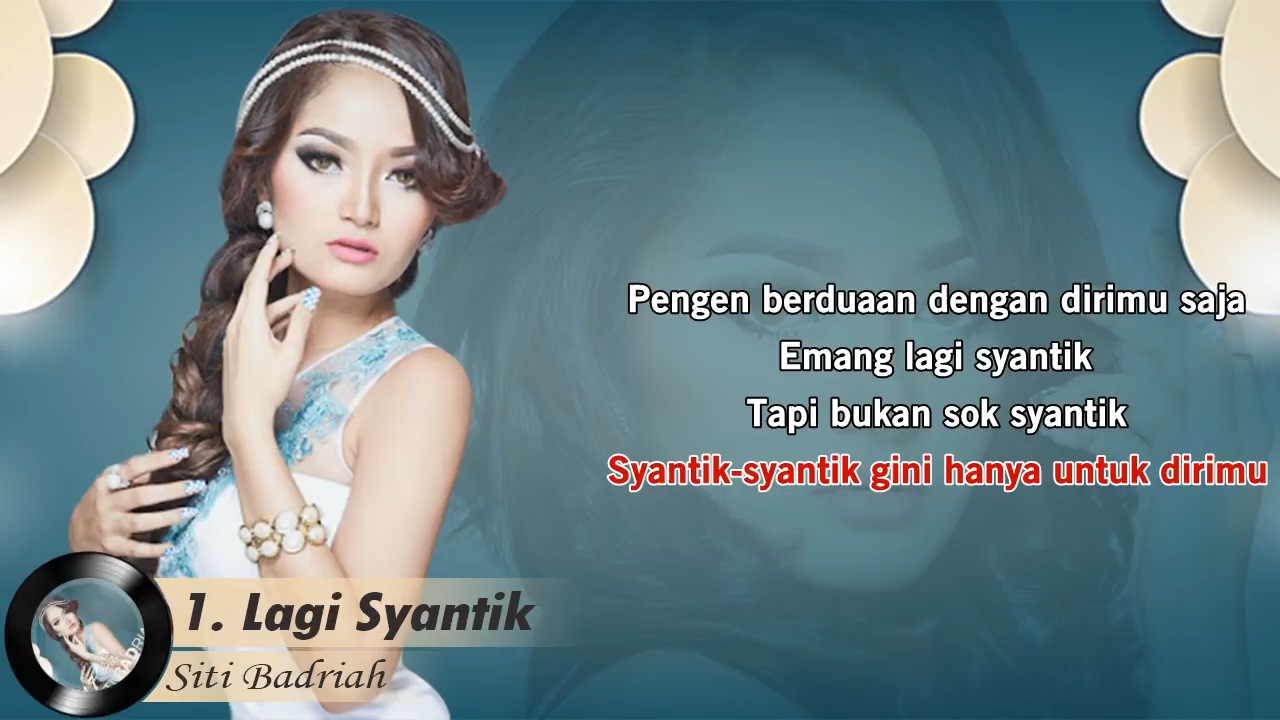 Pengen berduaan dengan dirimu saja
Emang lagi syantik
Tapi bukan sok syantik
Syantik-syantik gini hanya untuk dirimu
1. Lagi Syantik
Siti Badriah